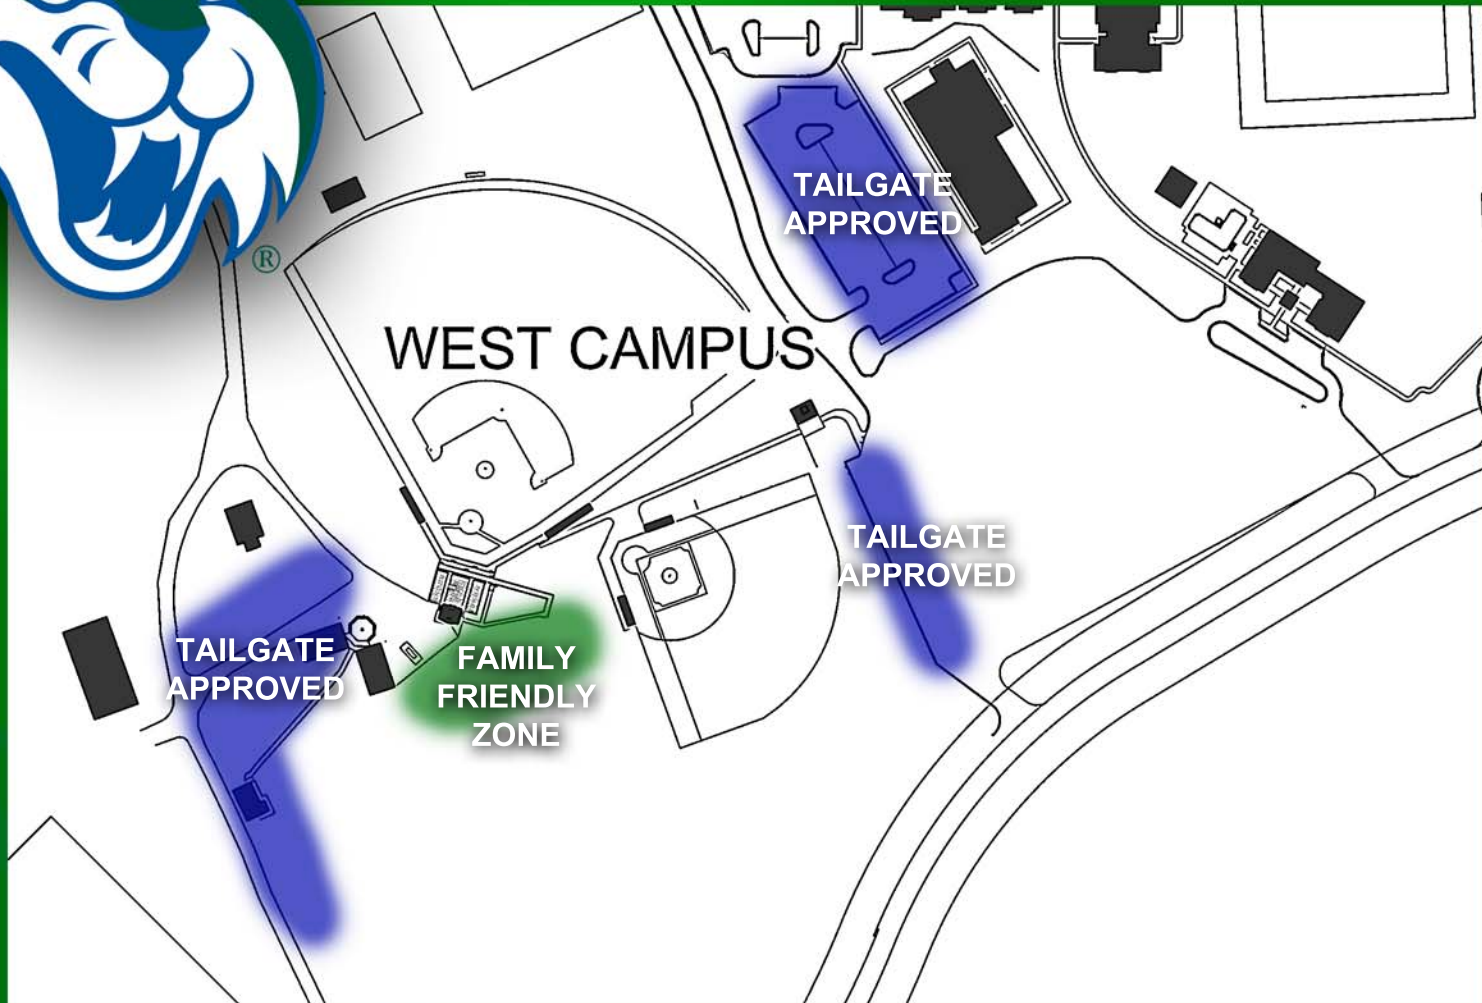 TAILGATE
APPROVED
®
WEST CAMPUS
TAILGATE
APPROVED
TAILGATE
APPROVED
FAMILY
FRIENDLY
ZONE